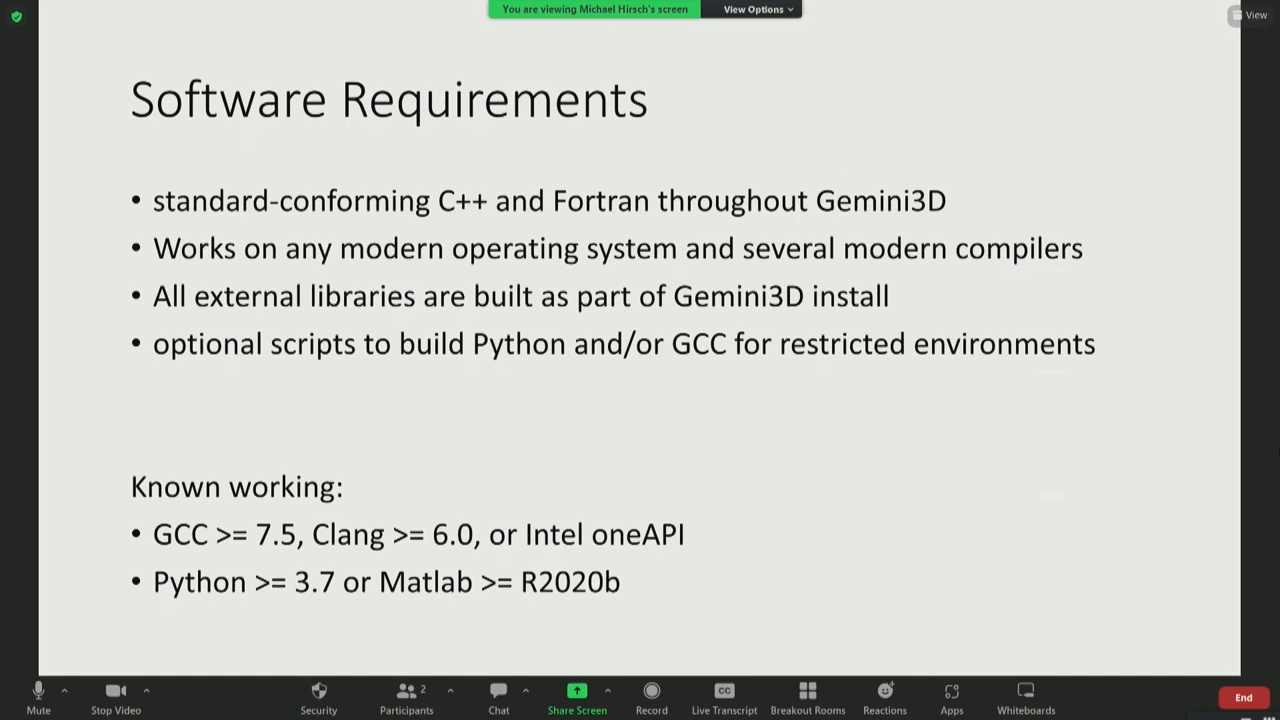 You are viewing Michael Hirsch's screen
View Options
View
Software Requirements
• standard-conforming C++ and Fortran throughout Gemini3D
• Works on any modern operating system and several modern compilers
• All external libraries are built as part of Gemini3D install
• optional scripts to build Python and/or GCC for restricted environments
Known working:
• GCC >= 7.5, Clang >= 6.0, or Intel oneAPI
• Python >= 3.7 or Matlab >= R2020b
Mute
Stop Video
Security
2
Participants
Chat
Share Screen
Record
CC
Live Transcript
Breakout Rooms
Reactions
Apps
Whiteboards
End